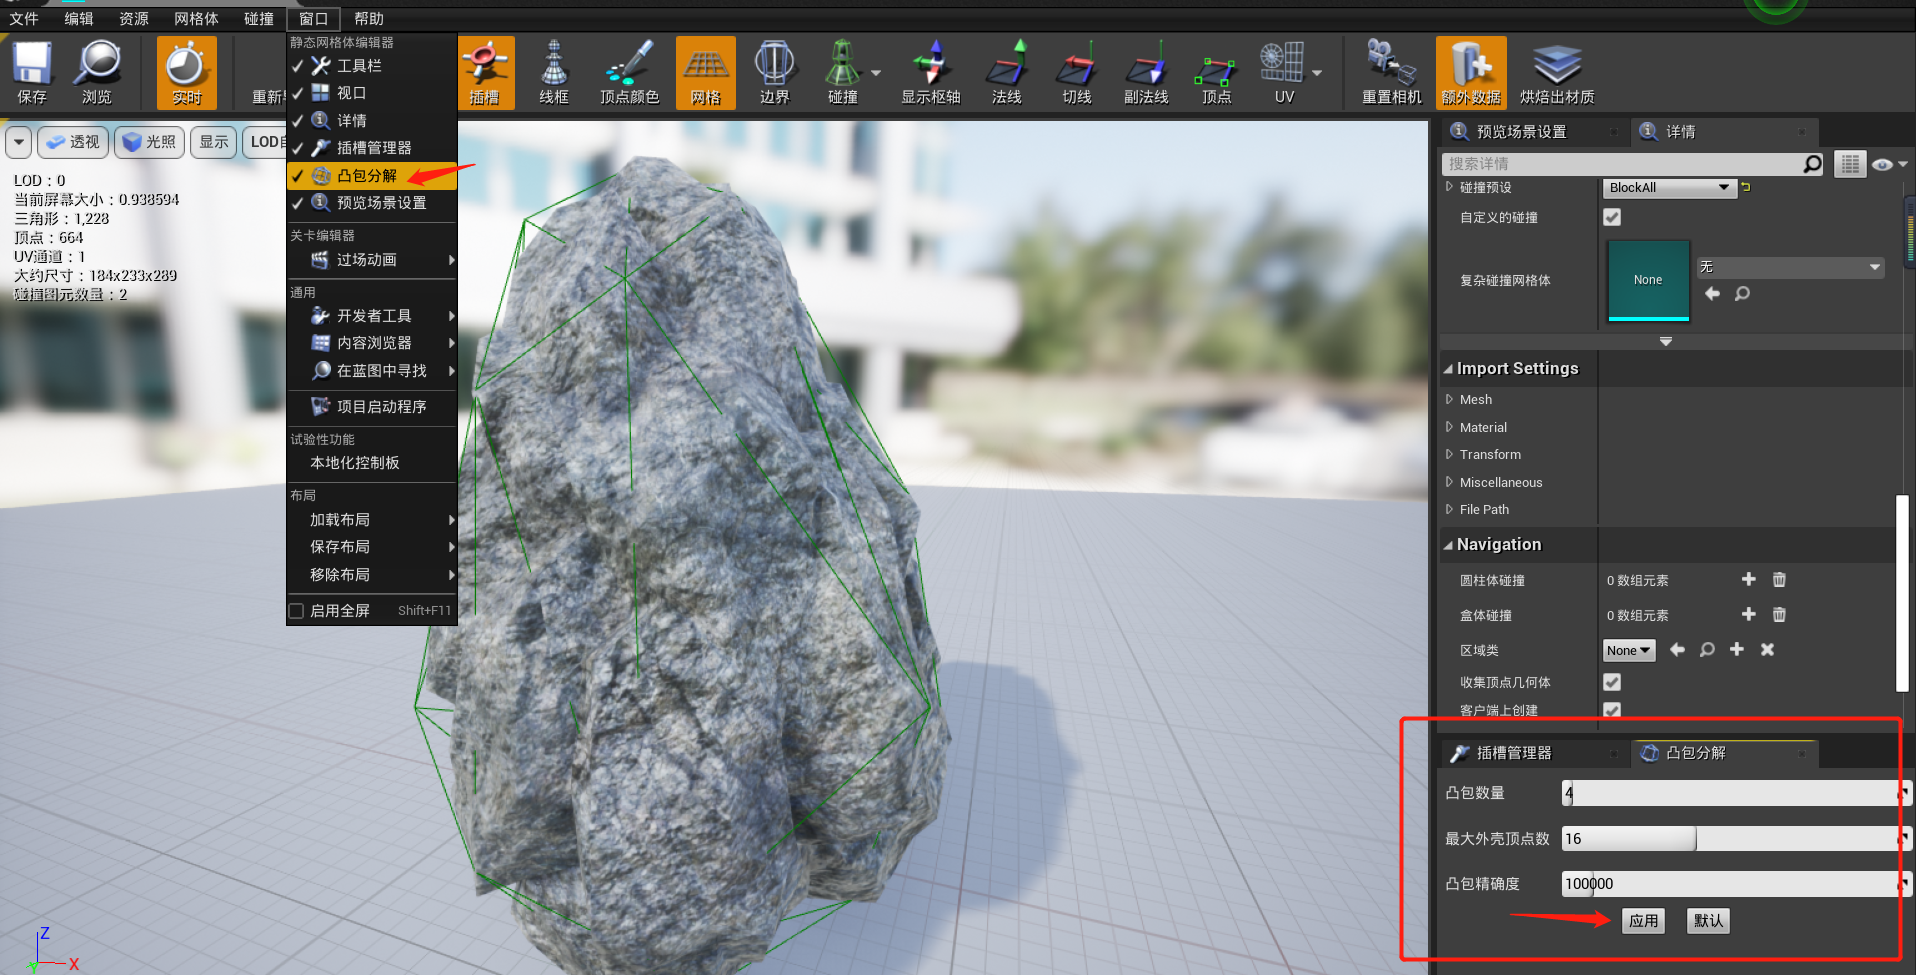 文件 编辑 资源 网格体 碰撞 窗口 帮助
保存 浏览 实时 重新 插槽 线框 顶点颜色 网格 边界 碰撞 显示枢轴 法线 切线 副法线 顶点 UV 重置相机 额外数据 烘焙出材质
静态网格体编辑器
工具栏
视口
详情
插槽管理器
凸包分解
预览场景设置
关卡编辑器
过场动画
通用
开发者工具
内容浏览器
在蓝图中寻找
项目启动程序
试验性功能
本地化控制板
布局
加载布局
保存布局
移除布局
启用全屏 Shift+F11
透视 光照 显示 LOD
LOD：0
当前屏幕大小：0.938594
三角形：1,228
顶点：664
UV通道：1
大约尺寸：184x233x289
碰撞图元数量：2
Z
Y
X
预览场景设置 详情
搜索详情
碰撞预设 BlockAll
自定义的碰撞
复杂碰撞网格体 None 无
Import Settings
Mesh
Material
Transform
Miscellaneous
File Path
Navigation
圆柱体碰撞 0 数组元素
盒体碰撞 0 数组元素
区域类 None
收集顶点几何体
客户端上创建
插槽管理器 凸包分解
凸包数量 4
最大外壳顶点数 16
凸包精确度 100000
应用 默认